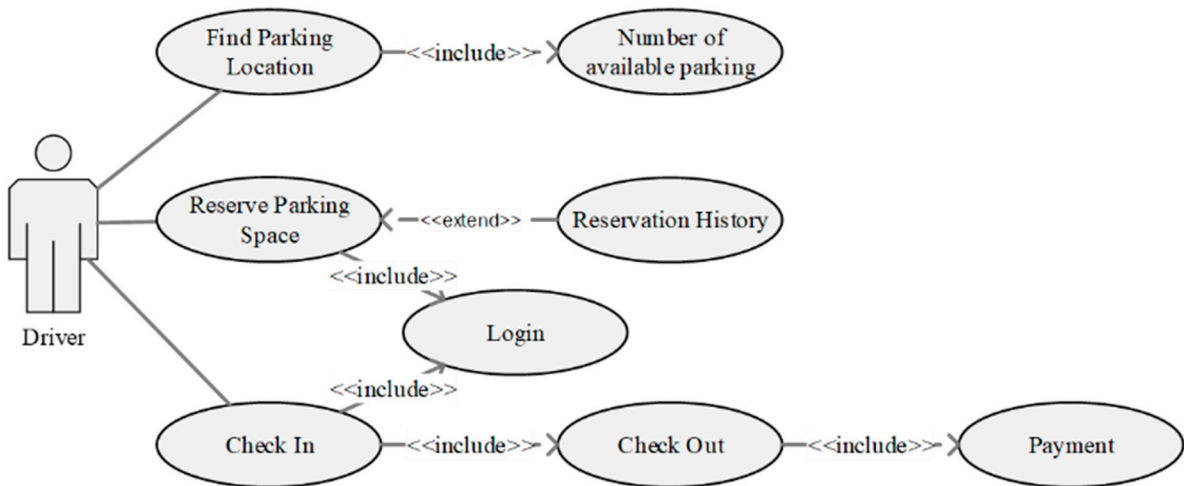 Find Parking
Location
<<include>>
Number of
available parking
Reserve Parking
Space
<<extend>>
Reservation History
<<include>>
Driver
Login
<<include>>
Check In
<<include>>
Check Out
<<include>>
Payment